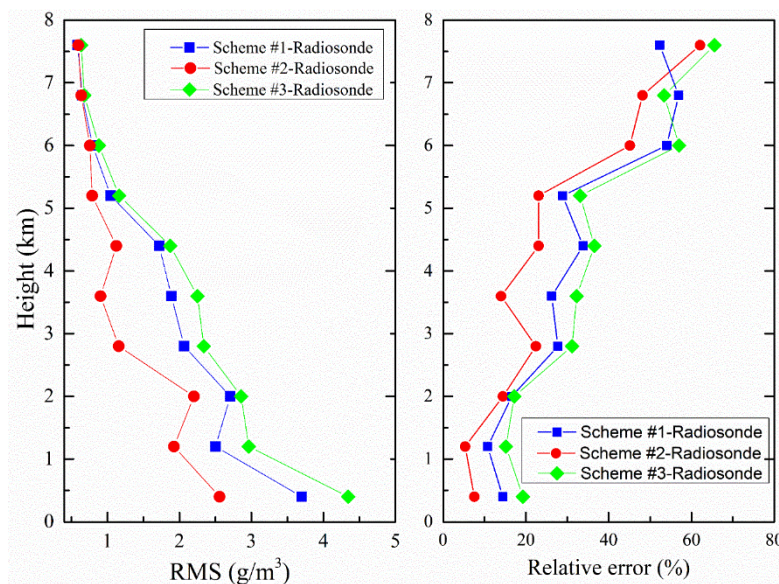 8
7
6
5
4
3
2
1
0
Height (km)
Scheme #1-Radiosonde
Scheme #2-Radiosonde
Scheme #3-Radiosonde
1 2 3 4 5
RMS (g/m³)
8
7
6
5
4
3
2
1
0
Scheme #1-Radiosonde
Scheme #2-Radiosonde
Scheme #3-Radiosonde
0 20 40 60 80
Relative error (%)